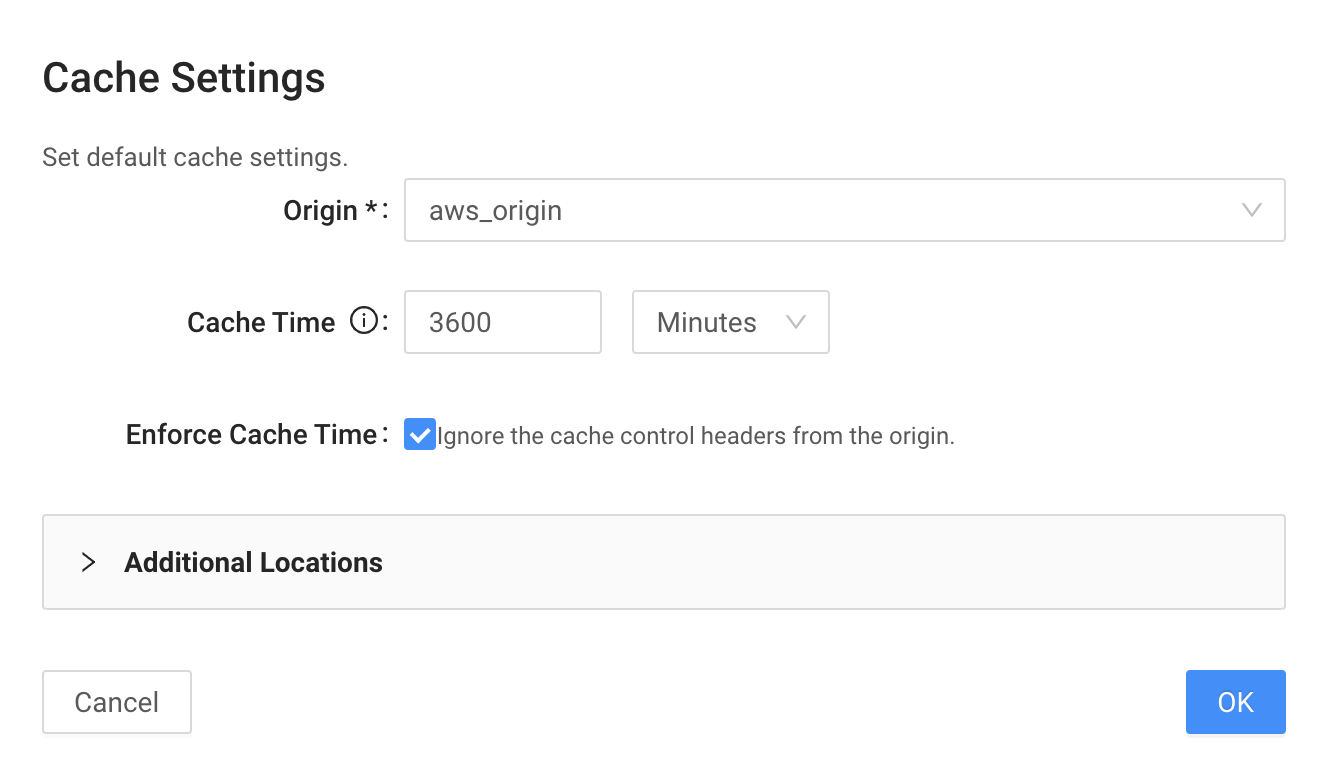 Cache Settings
Set default cache settings.
Origin *: aws_origin
Cache Time ⓘ: 3600 Minutes
Enforce Cache Time: Ignore the cache control headers from the origin.
Additional Locations
Cancel OK